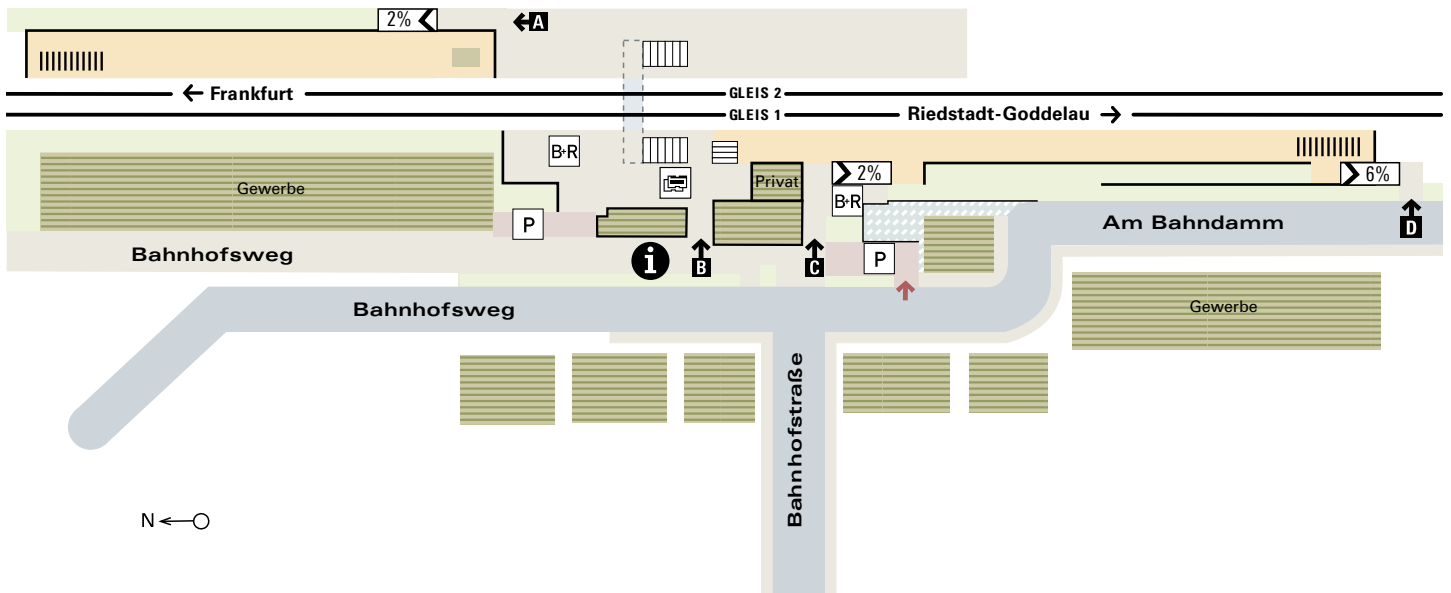 2%
A
Frankfurt
GLEIS 2
GLEIS 1
Riedstadt-Goddelau
B+R
Gewerbe
Privat
2%
6%
B+R
P
Bahnhofsweg
i
B
C
P
Am Bahndamm
D
Bahnhofsweg
Gewerbe
Bahnhofstraße
N